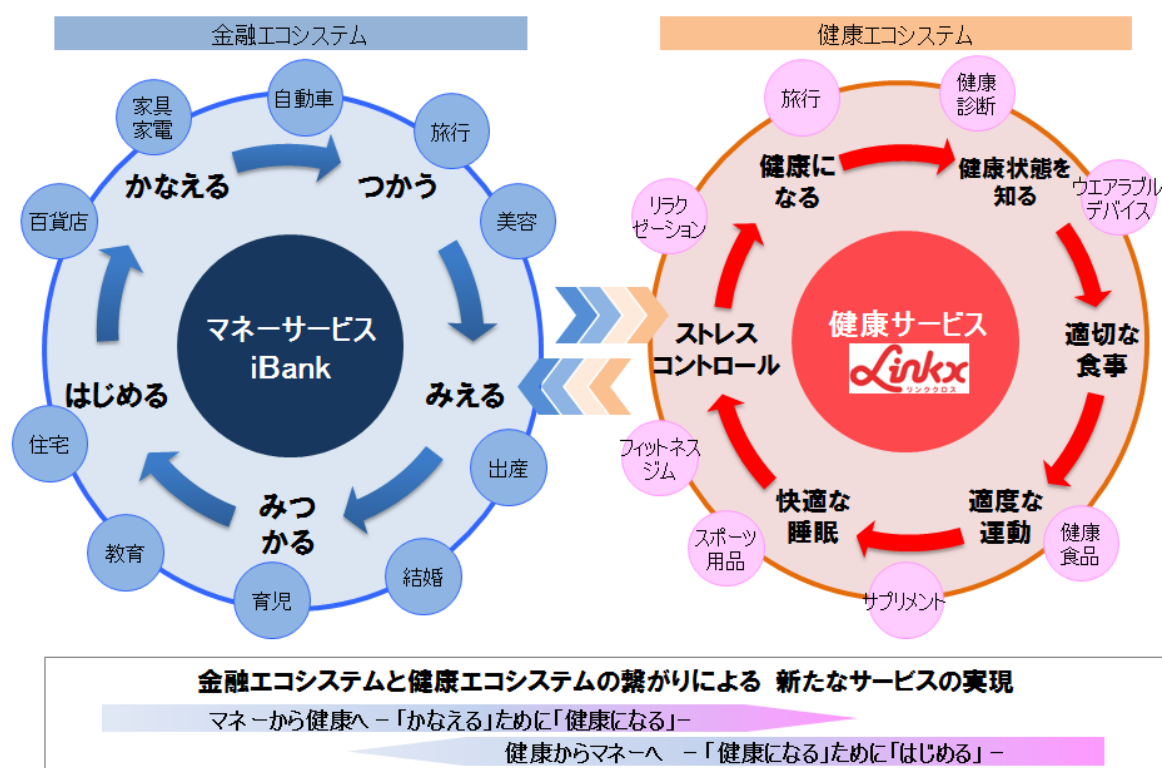 金融エコシステム
自動車
家具
家電
旅行
百貨店
美容
かなえる
つかう
マネーサービス
iBank
はじめる
みえる
住宅
出産
みつ
かる
教育
結婚
育児
健康エコシステム
旅行
健康
診断
健康に
なる
健康状態を
知る
リラク
ゼーション
ウエアラブル
デバイス
健康サービス
Linkx
リンククロス
ストレス
コントロール
適切な
食事
フィットネス
ジム
快適な
睡眠
適度な
運動
スポーツ
用品
健康
食品
サプリメント
金融エコシステムと健康エコシステムの繋がりによる 新たなサービスの実現
マネーから健康へ −「かなえる」ために「健康になる」−
健康からマネーへ −「健康になる」ために「はじめる」−